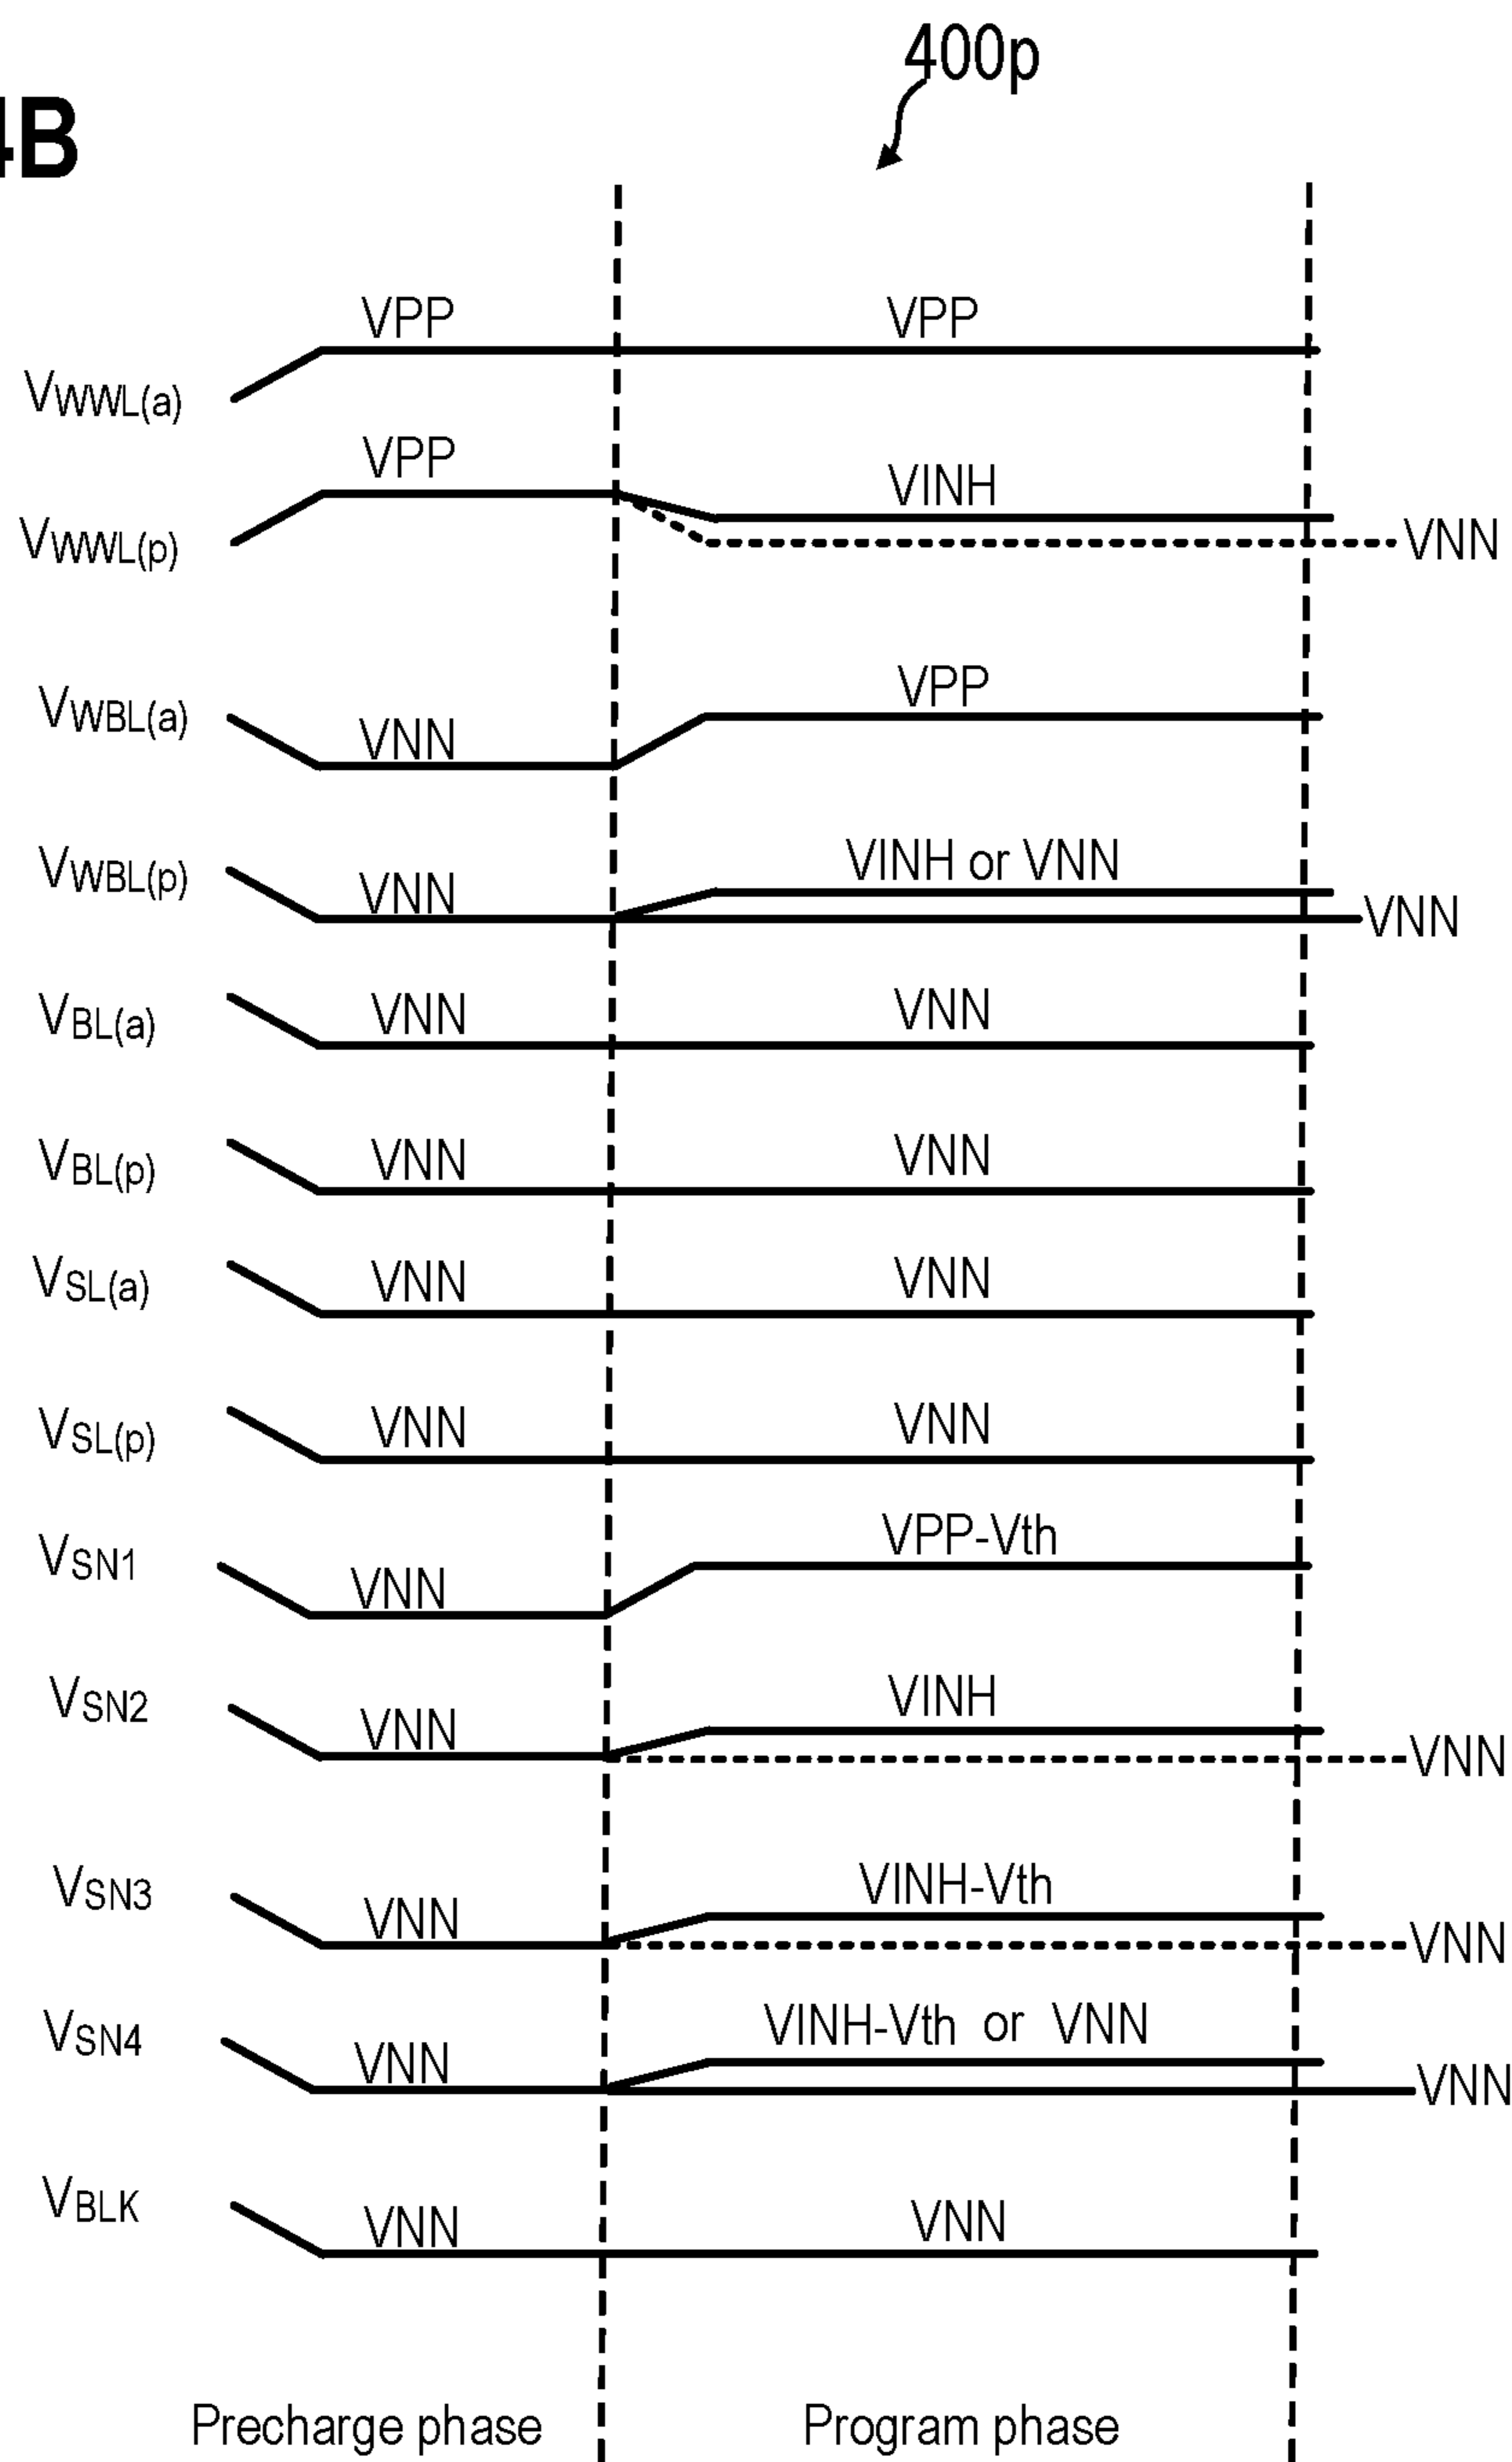 400p
4B
VPP VPP
VWWL(a)
VPP VINH
VWWL(p) VNN
VPP
VWBL(a) VNN
VINH or VNN
VWBL(p) VNN VNN
VBL(a) VNN VNN
VBL(p) VNN VNN
VSL(a) VNN VNN
VSL(p) VNN VNN
VPP-Vth
VSN1 VNN
VINH
VSN2 VNN VNN
VINH-Vth
VSN3 VNN VNN
VINH-Vth or VNN
VSN4 VNN VNN
VBLK VNN VNN
Precharge phase Program phase